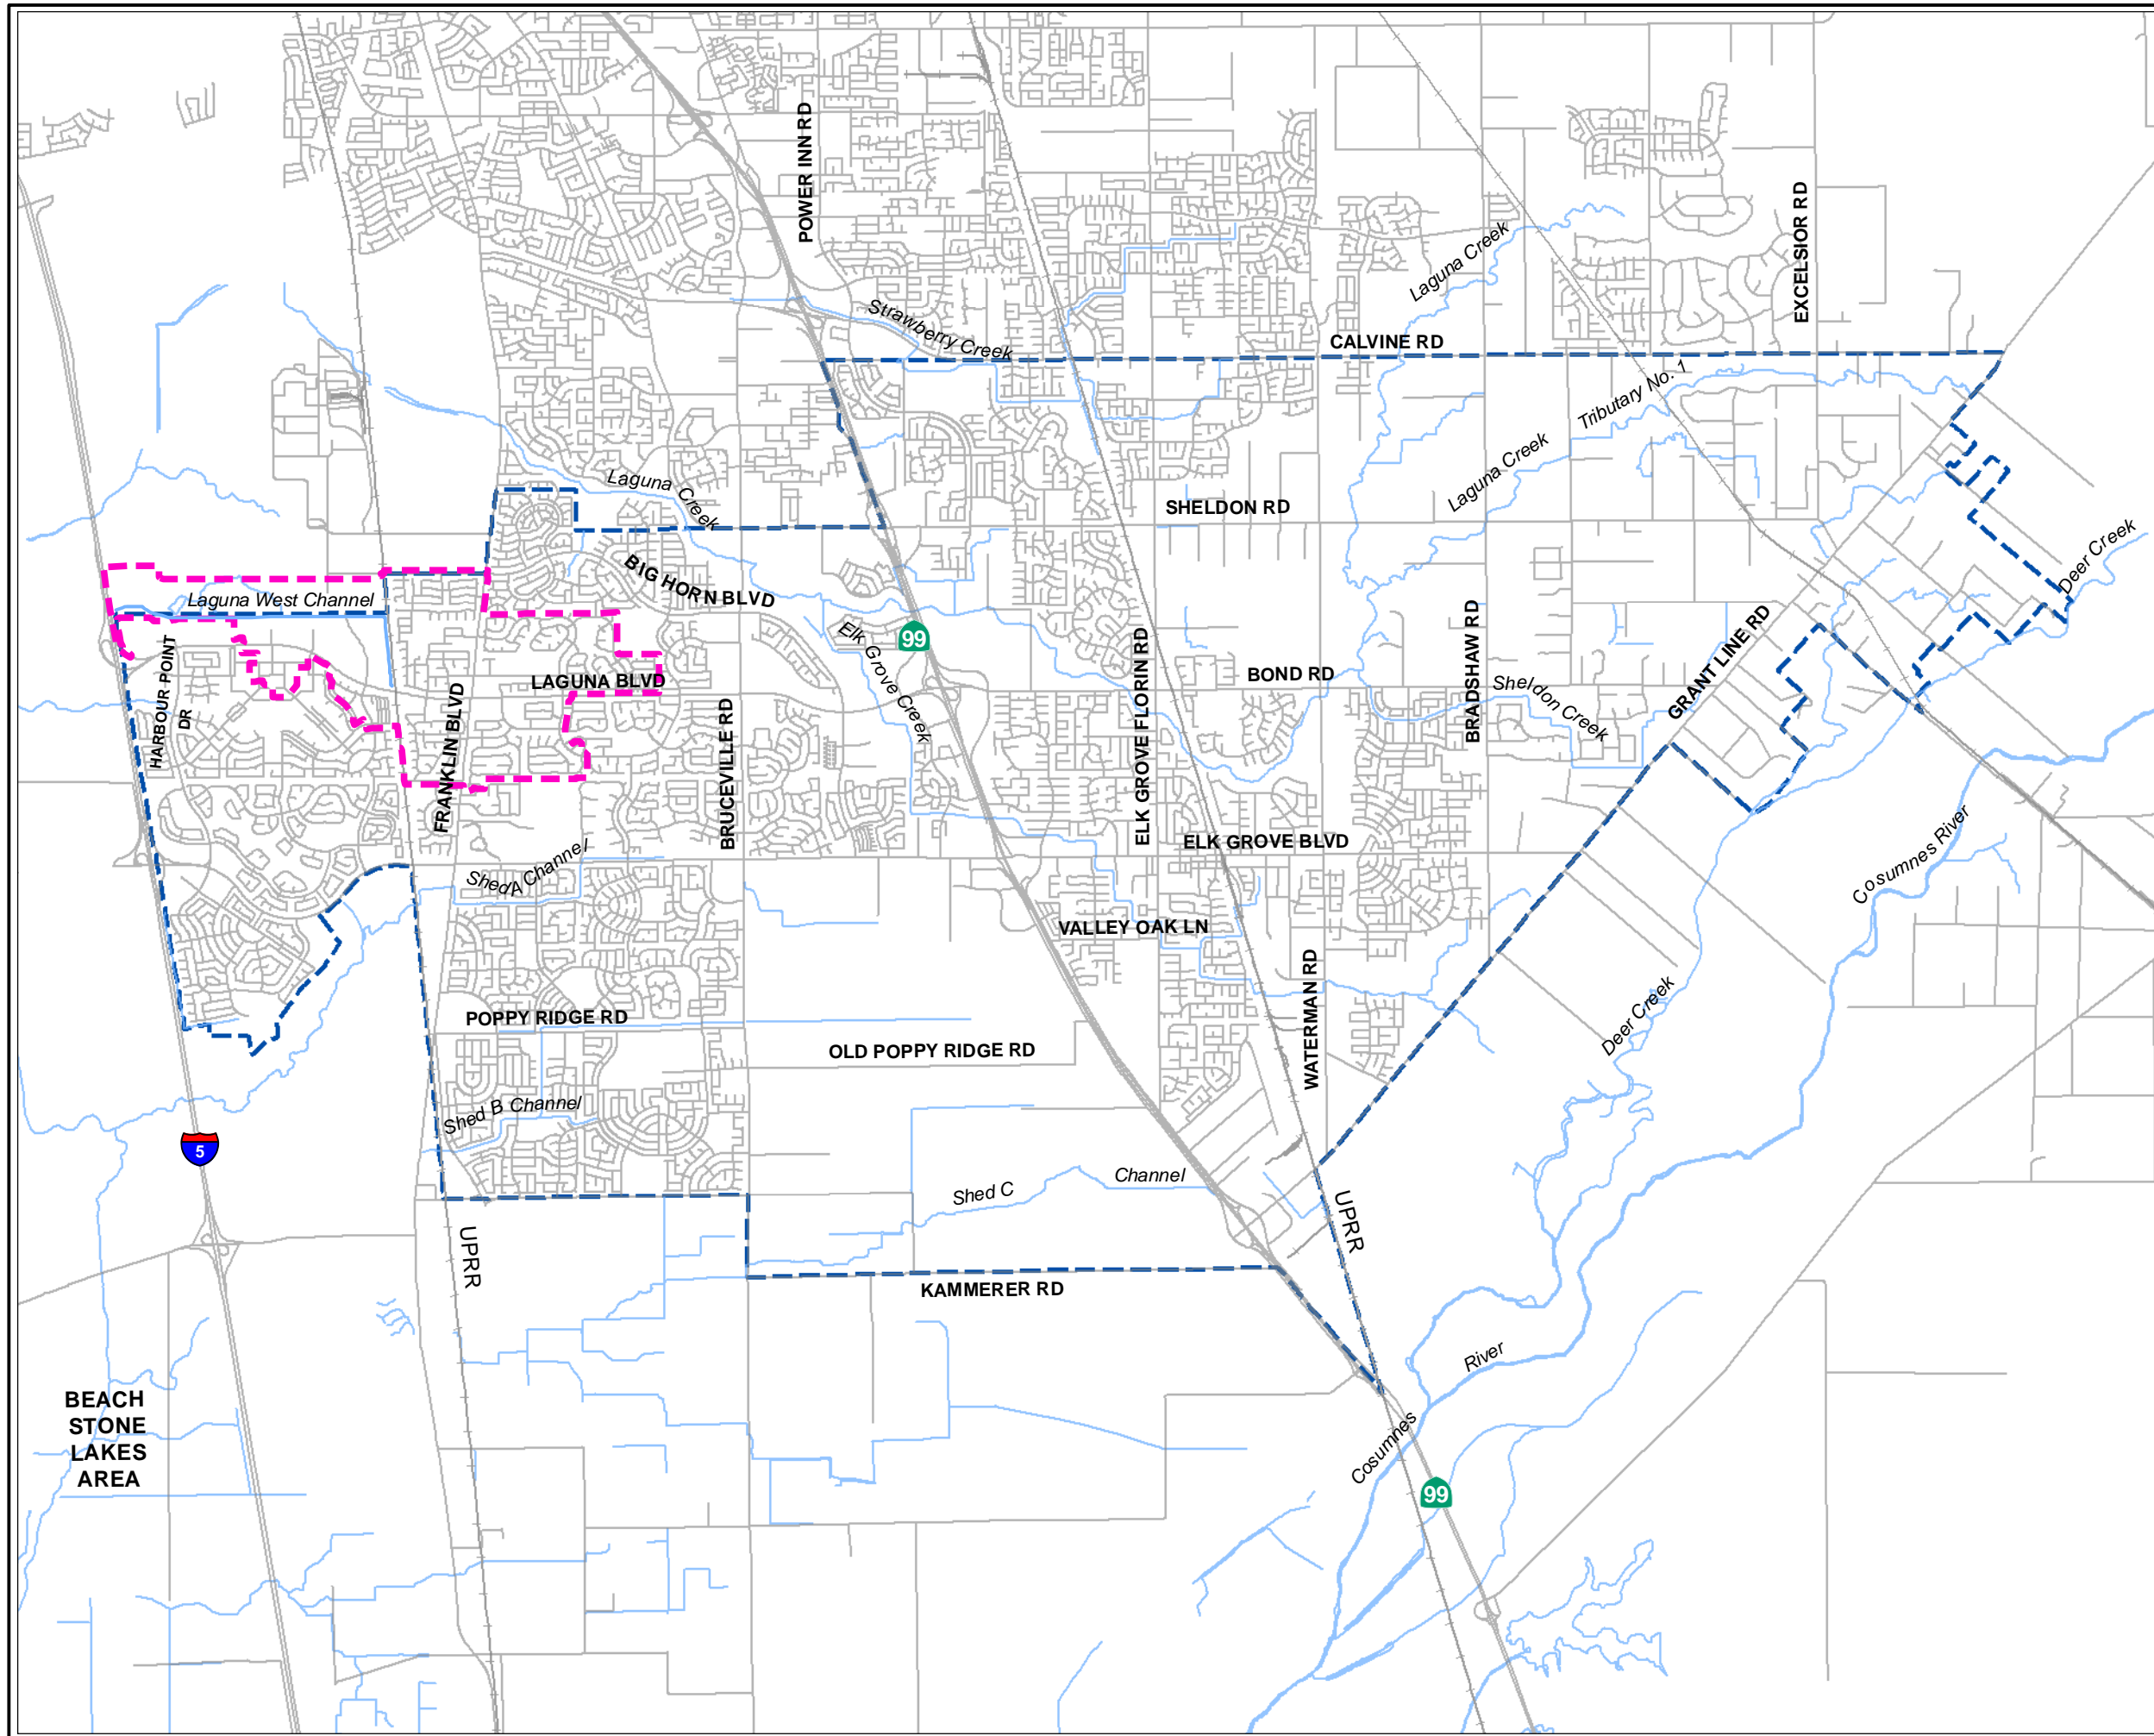 POWER INN RD
EXCELSIOR RD
Laguna Creek
Strawberry Creek
CALVINE RD
Tributary No. 1
Laguna Creek
Laguna Creek
SHELDON RD
Deer Creek
BIG HORN BLVD
Laguna West Channel
99
Elk Grove Creek
HARBOUR POINT
DR
FRANKLIN BLVD
LAGUNA BLVD
BRUCEVILLE RD
ELK GROVE FLORIN RD
BOND RD
BRADSHAW RD
Sheldon Creek
GRANT LINE RD
ELK GROVE BLVD
Cosumnes River
Shed A Channel
VALLEY OAK LN
WATERMAN RD
Deer Creek
POPPY RIDGE RD
OLD POPPY RIDGE RD
Shed B Channel
5
Shed C
Channel
UPRR
UPRR
KAMMERER RD
River
BEACH
STONE
LAKES
AREA
Cosumnes
99